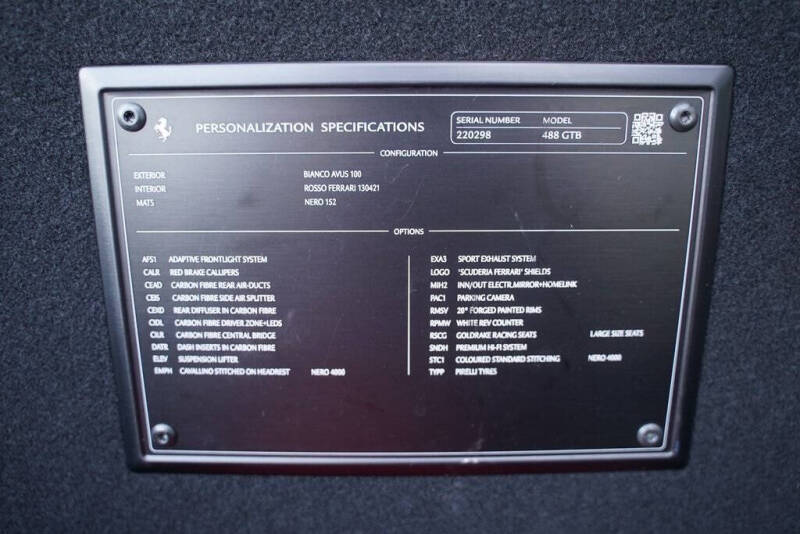 PERSONALIZATION SPECIFICATIONS
SERIAL NUMBER MODEL
220298 488 GTB
CONFIGURATION
EXTERIOR BIANCO AVUS 100
INTERIOR ROSSO FERRARI 130421
MATS NERO 152
OPTIONS
AFS1 ADAPTIVE FRONTLIGHT SYSTEM
CALR RED BRAKE CALLIPERS
CEAD CARBON FIBRE REAR AIR-DUCTS
CEIS CARBON FIBRE SIDE AIR SPLITTER
CEXD REAR DIFFUSER IN CARBON FIBRE
CIDL CARBON FIBRE DRIVER ZONE+LEDS
CILR CARBON FIBRE CENTRAL BRIDGE
DATR DASH INSERTS IN CARBON FIBRE
ELEV SUSPENSION LIFTER
EMPH CAVALLINO STITCHED ON HEADREST NERO 4000
EXA3 SPORT EXHAUST SYSTEM
LOGO "SCUDERIA FERRARI" SHIELDS
MIH2 INN/OUT ELECTR.MIRROR+HOMELINK
PAC1 PARKING CAMERA
RMSV 20" FORGED PAINTED RIMS
RPMW WHITE REV COUNTER
RSCG GOLDRAKE RACING SEATS LARGE SIZE SEATS
SNDH PREMIUM HI-FI SYSTEM
STC1 COLOURED STANDARD STITCHING NERO 4000
TYPP PIRELLI TYRES